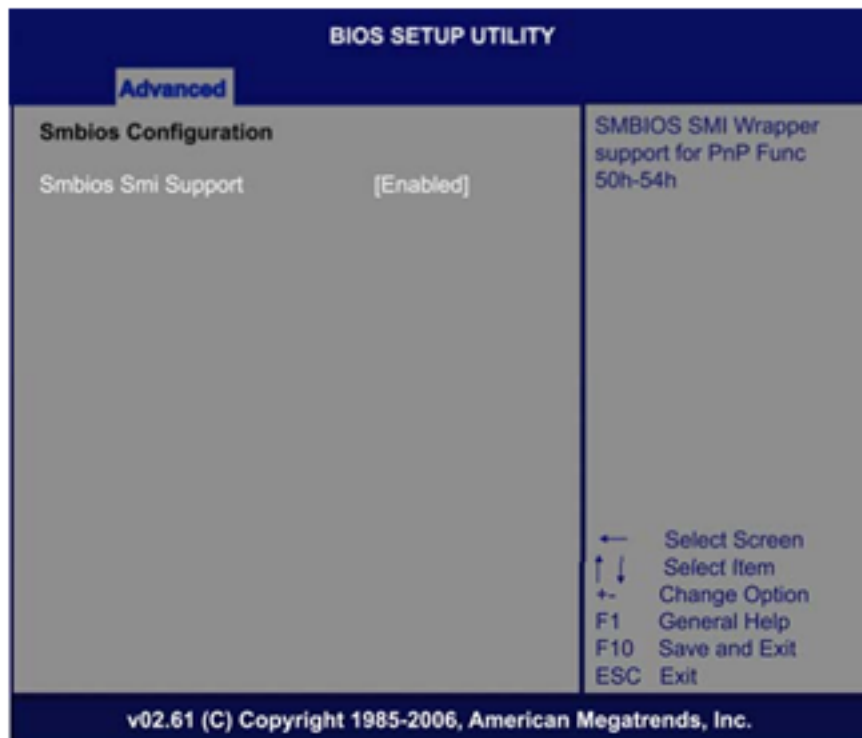 BIOS SETUP UTILITY
Advanced
Smbios Configuration
Smbios Smi Support [Enabled]
SMBIOS SMI Wrapper
support for PnP Func
50h-54h
← Select Screen
↑ ↓ Select Item
+- Change Option
F1 General Help
F10 Save and Exit
ESC Exit
v02.61 (C) Copyright 1985-2006, American Megatrends, Inc.